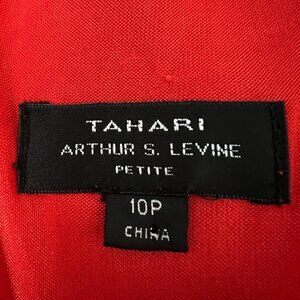 TAHARI
ARTHUR S. LEVINE
PETITE
10P
CHINA